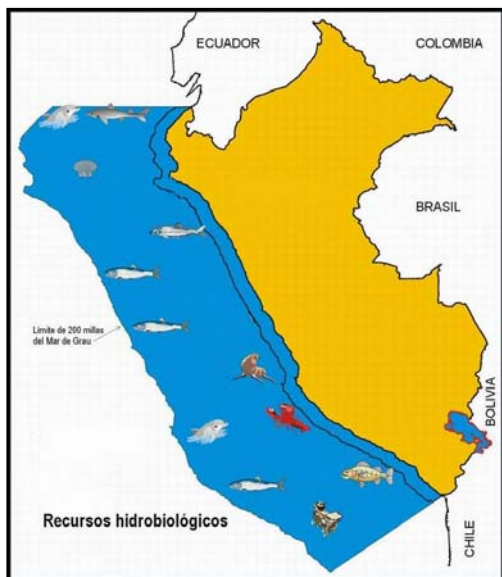 ECUADOR
COLOMBIA
BRASIL
Límite de 200 millas
del Mar de Grau
BOLIVIA
Recursos hidrobiológicos
CHILE